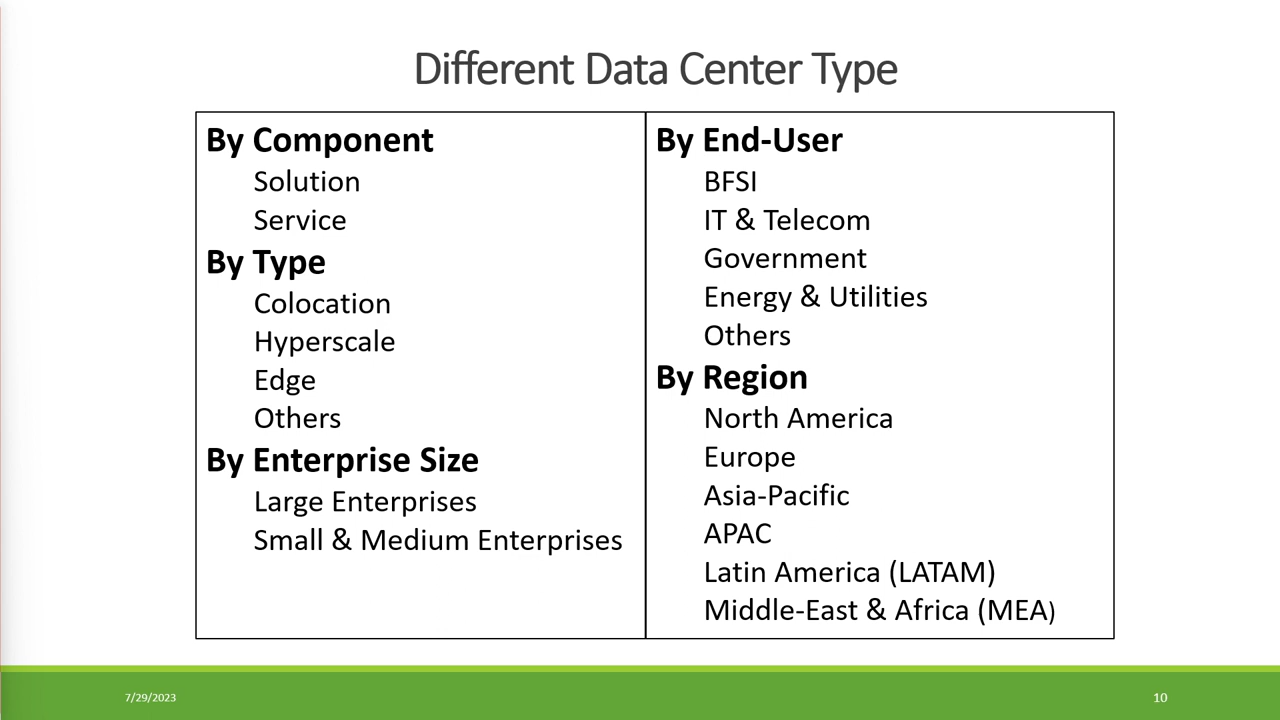 Different Data Center Type
By Component
Solution
Service
By Type
Colocation
Hyperscale
Edge
Others
By Enterprise Size
Large Enterprises
Small & Medium Enterprises
By End-User
BFSI
IT & Telecom
Government
Energy & Utilities
Others
By Region
North America
Europe
Asia-Pacific
APAC
Latin America (LATAM)
Middle-East & Africa (MEA)
7/29/2023
10